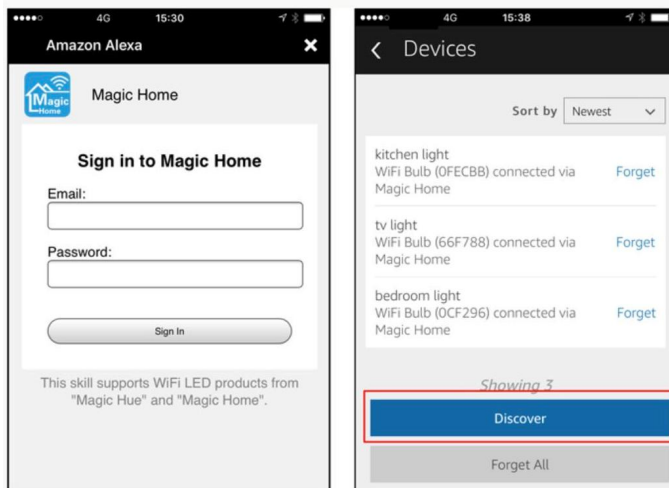 4G 15:30
Amazon Alexa
Magic Home
Magic Home
Sign in to Magic Home
Email:
Password:
Sign In
This skill supports WiFi LED products from
"Magic Hue" and "Magic Home".
4G 15:38
Devices
Sort by Newest
kitchen light
WiFi Bulb (0FECBB) connected via
Magic Home
Forget
tv light
WiFi Bulb (66F788) connected via
Magic Home
Forget
bedroom light
WiFi Bulb (0CF296) connected via
Magic Home
Forget
Showing 3
Discover
Forget All